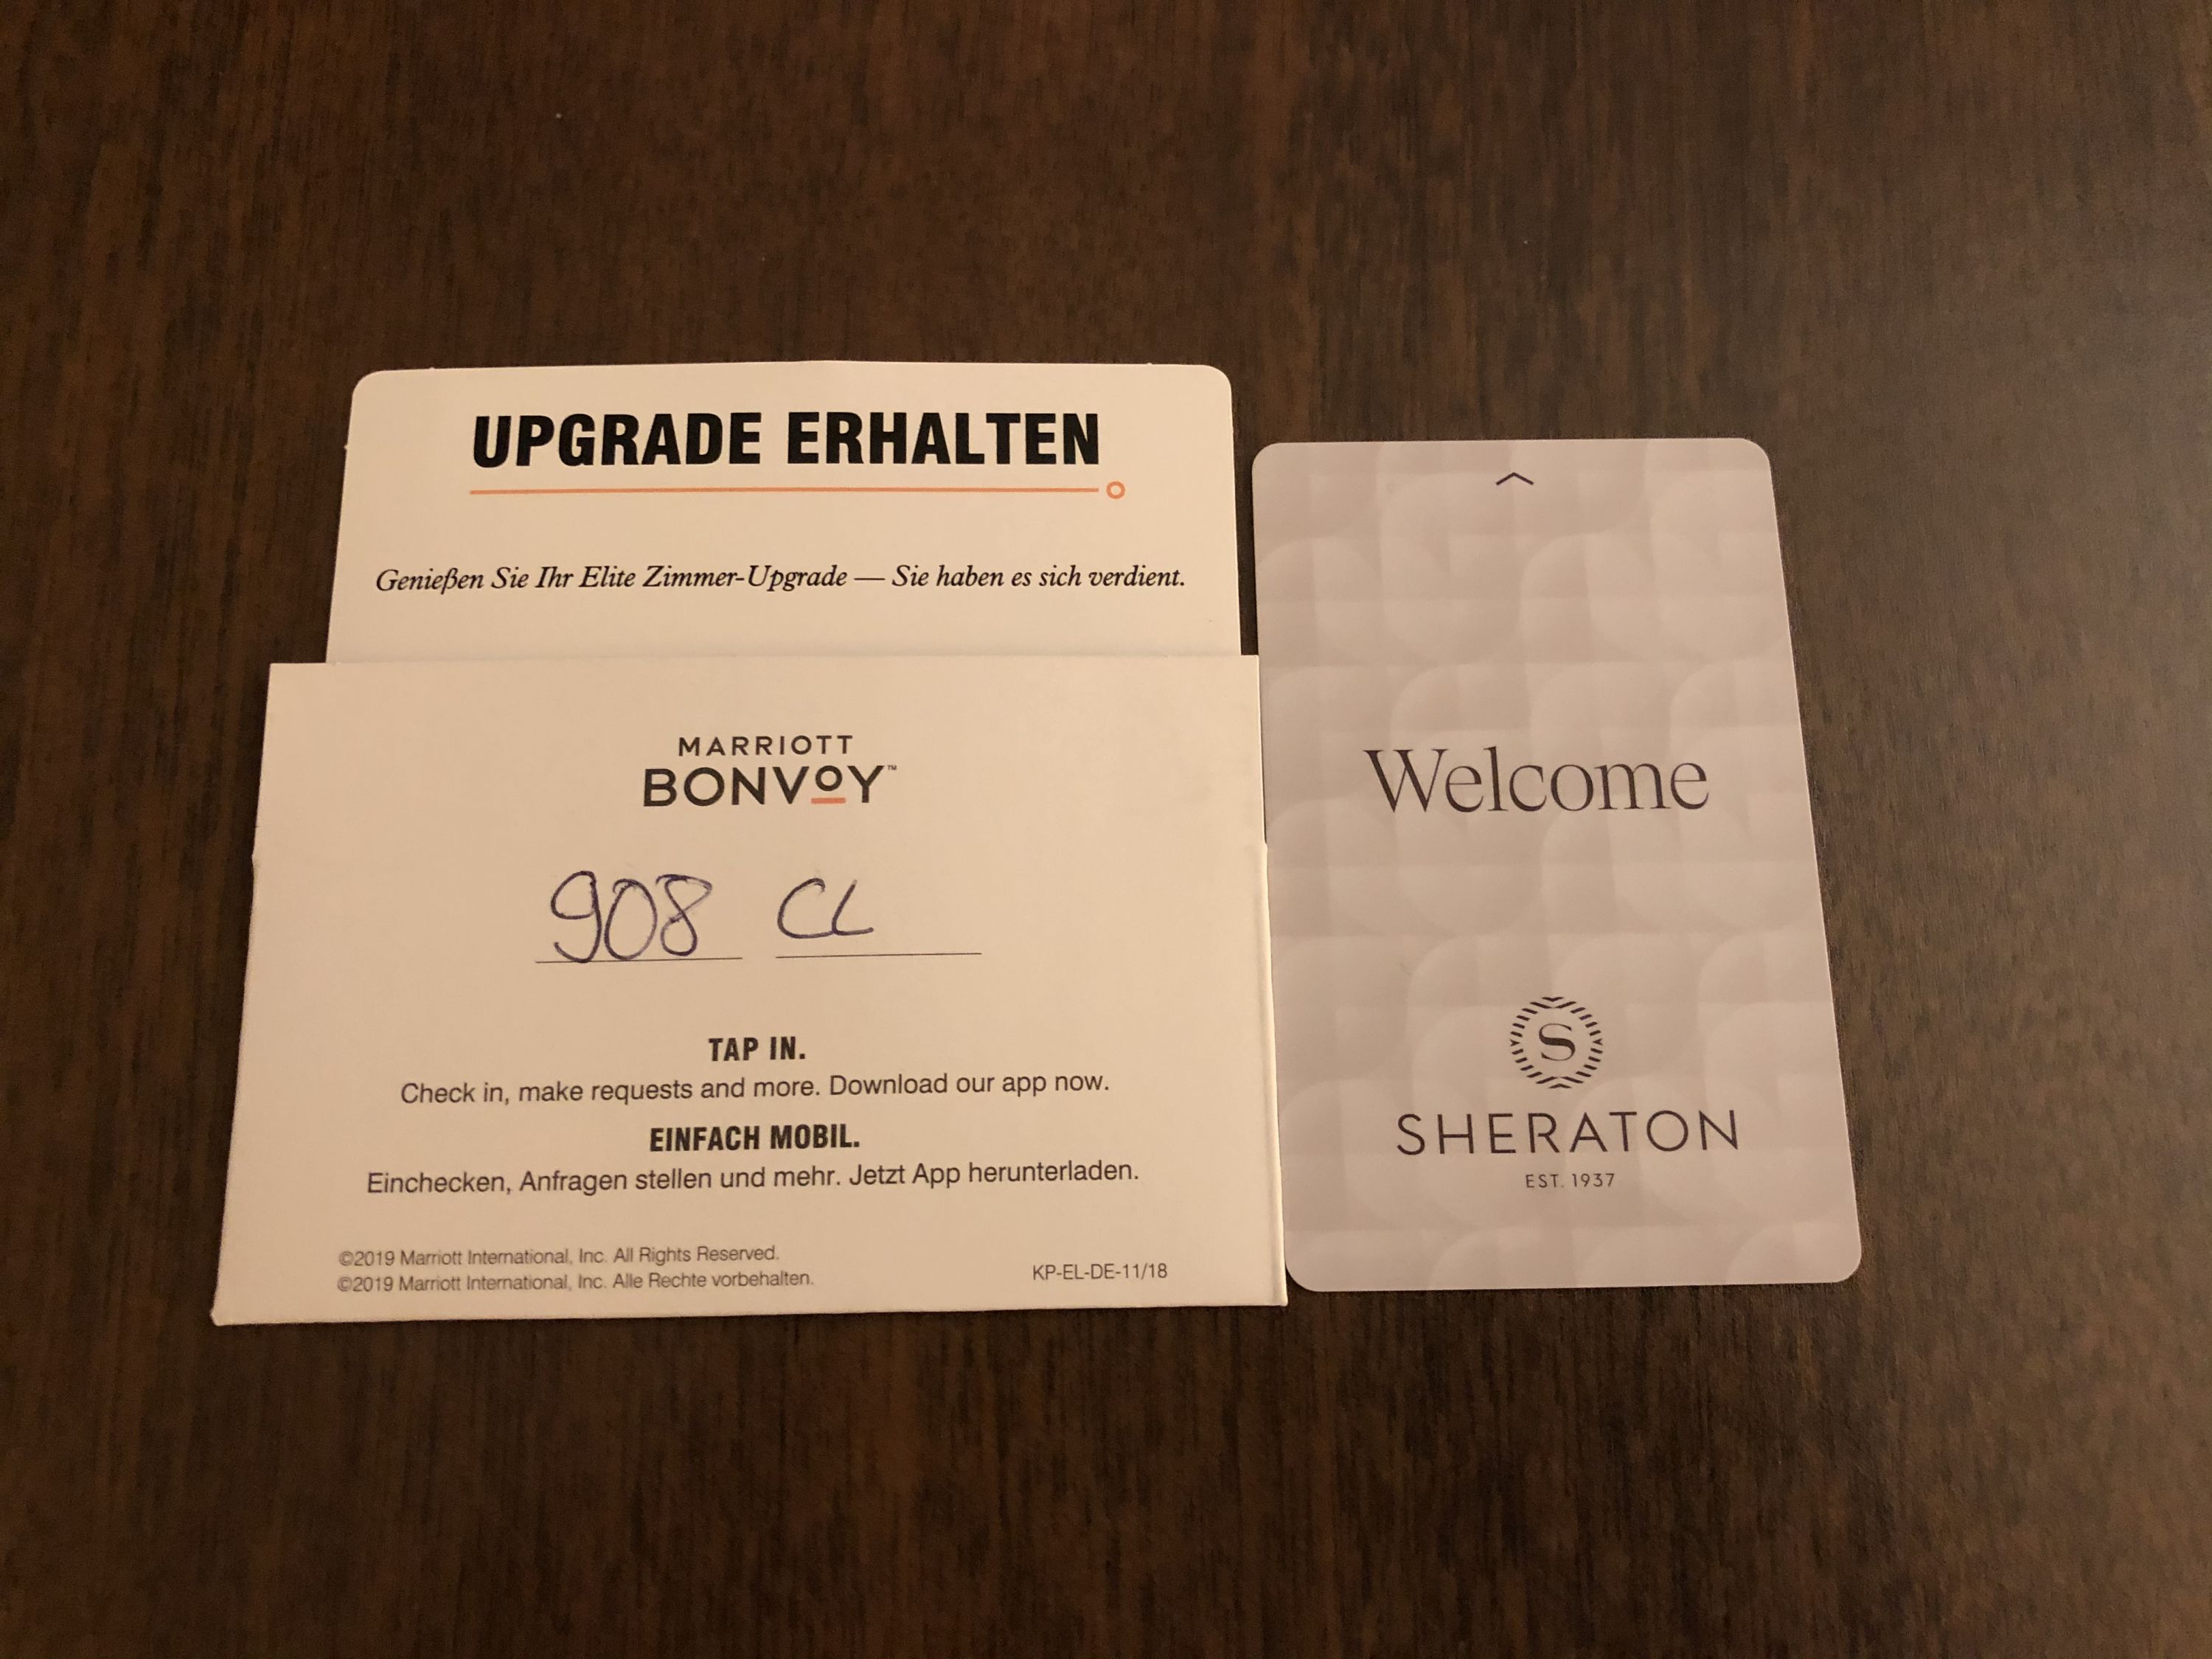 UPGRADE ERHALTEN
Genießen Sie Ihr Elite Zimmer-Upgrade — Sie haben es sich verdient.
MARRIOTT
BONVOY™
908 CL
TAP IN.
Check in, make requests and more. Download our app now.
EINFACH MOBIL.
Einchecken, Anfragen stellen und mehr. Jetzt App herunterladen.
©2019 Marriott International, Inc. All Rights Reserved.
©2019 Marriott International, Inc. Alle Rechte vorbehalten.
KP-EL-DE-11/18
Welcome
S
SHERATON
EST. 1937